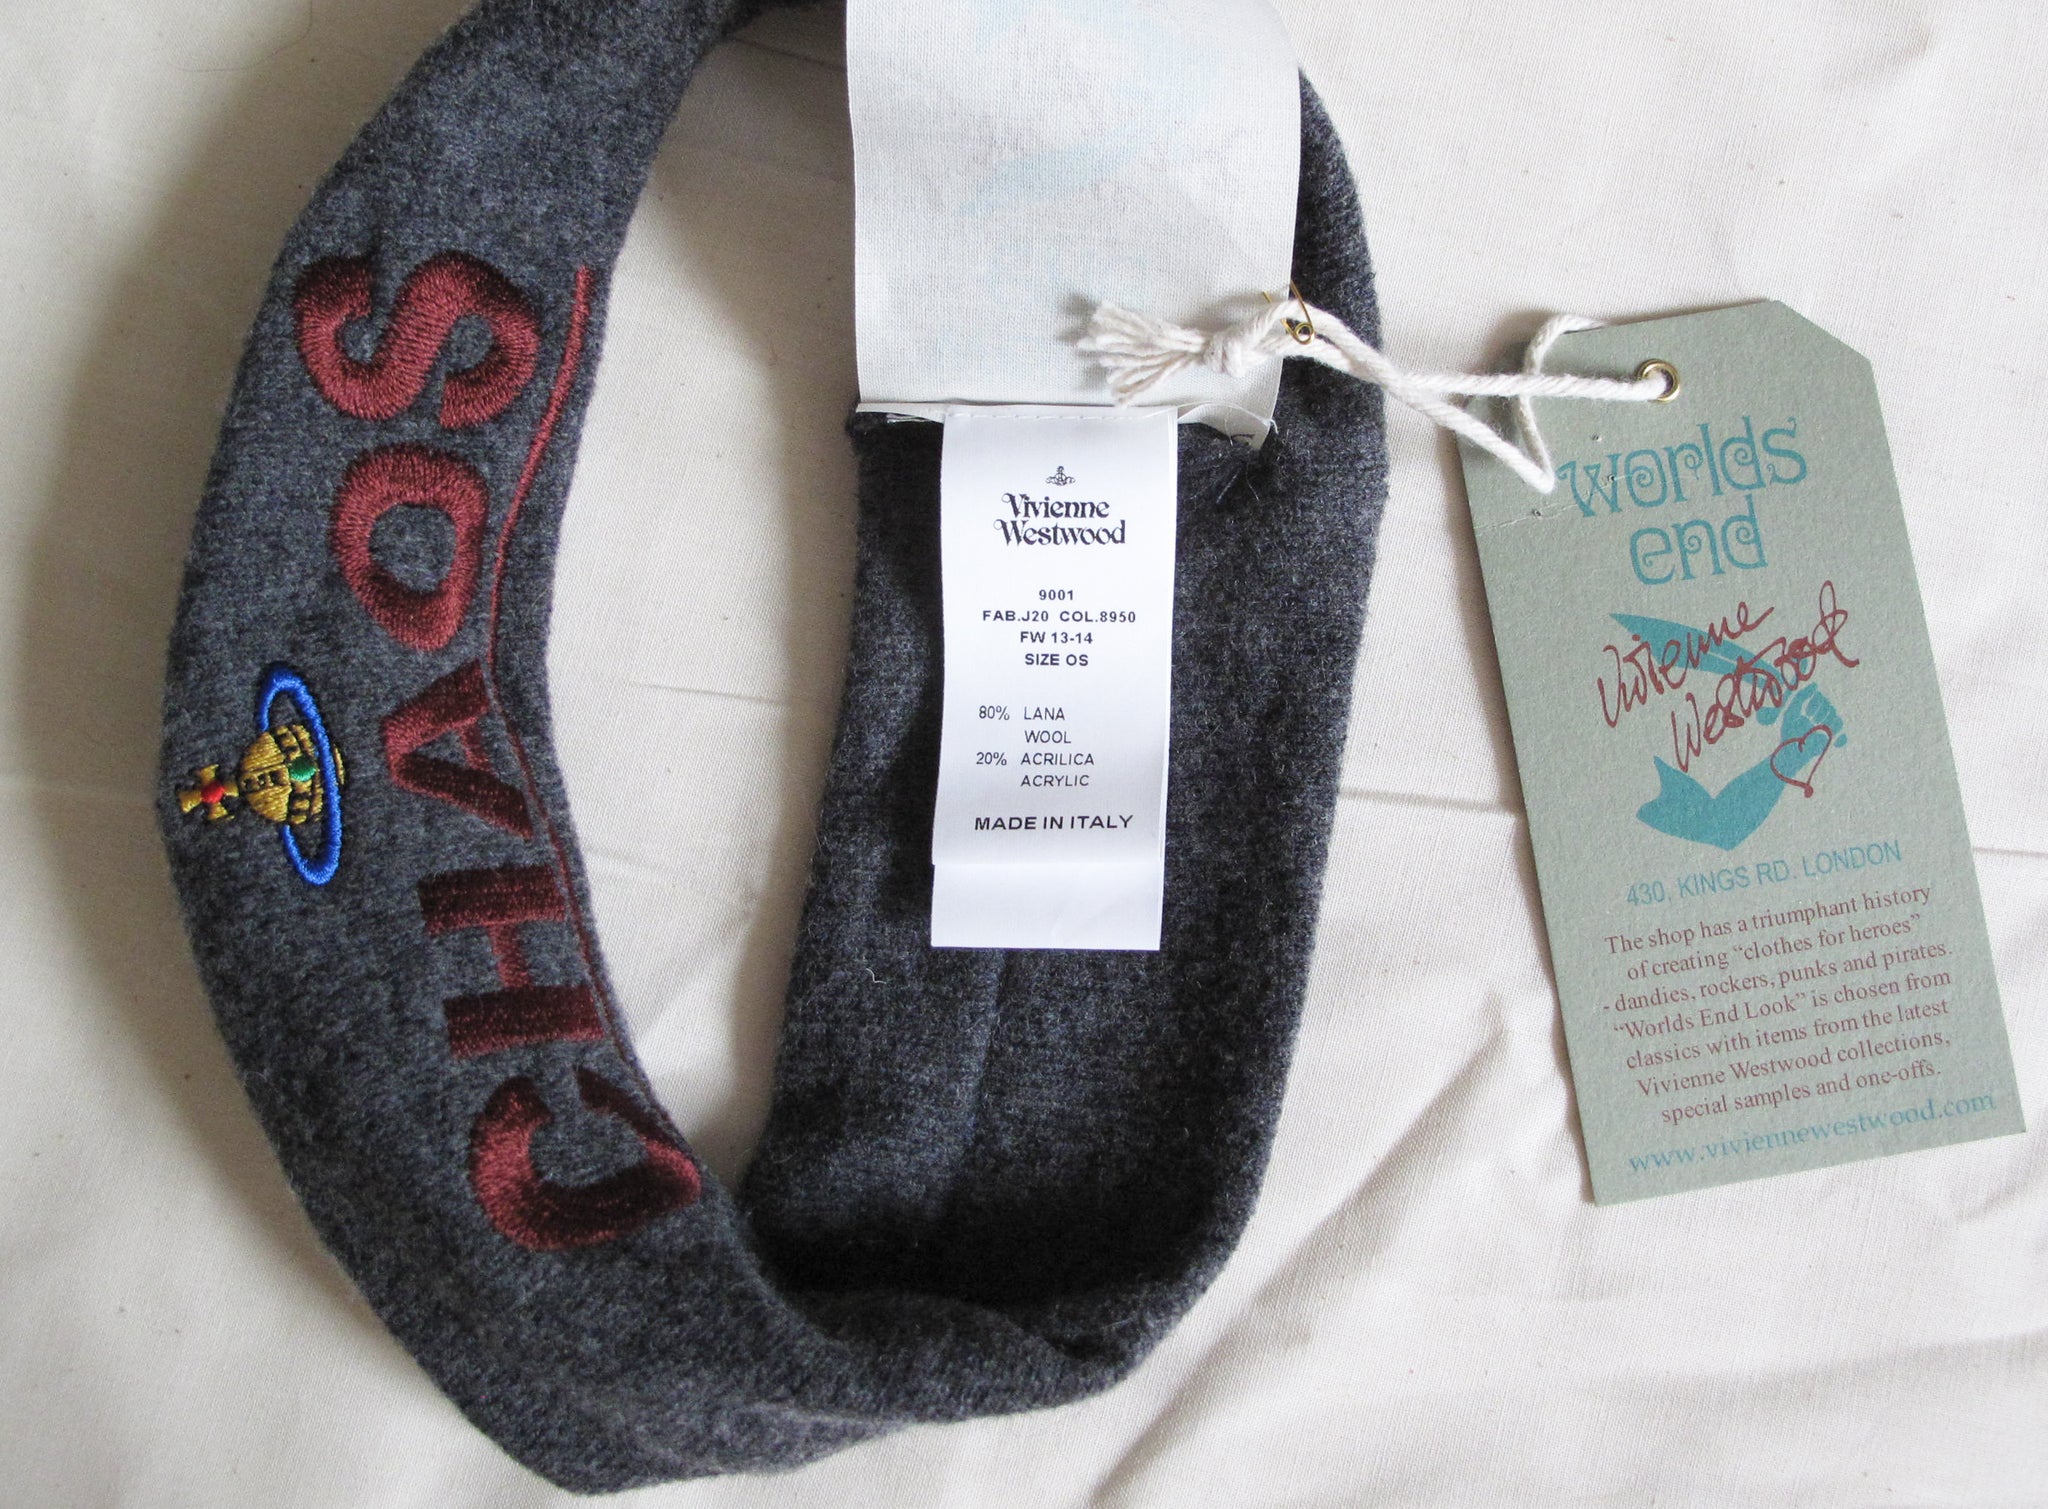 CHAOS
Vivienne
Westwood
9001
FAB.J20 COL.8950
FW 13-14
SIZE OS
80% LANA
WOOL
20% ACRILICA
ACRYLIC
MADE IN ITALY
worlds
end
Vivienne
Westwood
430, KINGS RD. LONDON
The shop has a triumphant history
of creating "clothes for heroes"
- dandies, rockers, punks and pirates.
"Worlds End Look" is chosen from
classics with items from the latest
Vivienne Westwood collections,
special samples and one-offs.
www.viviennewestwood.com